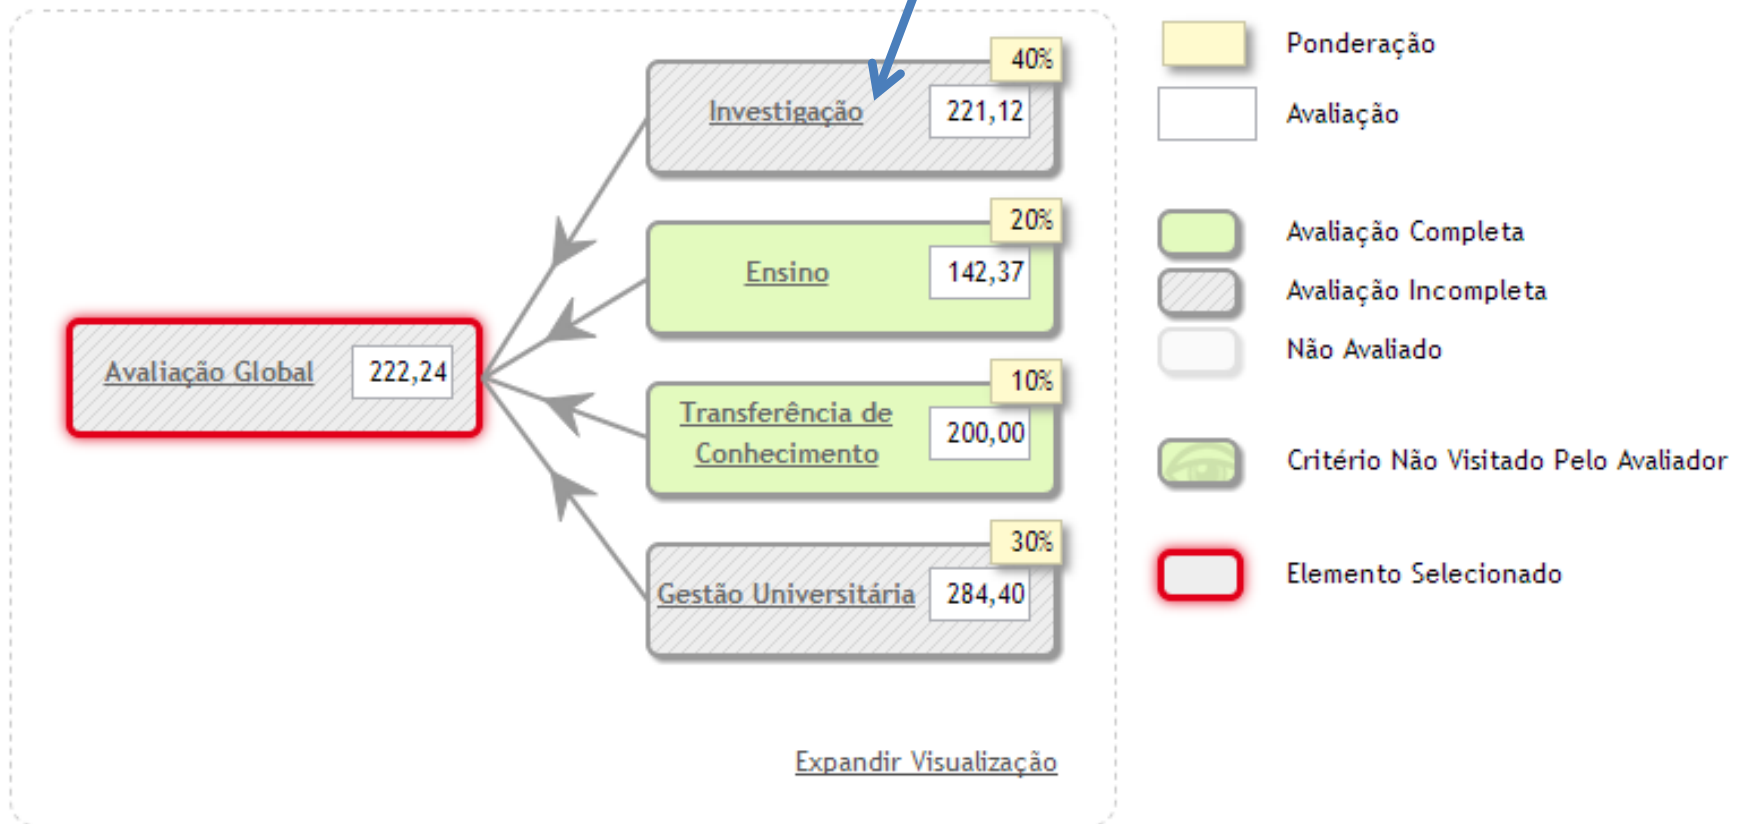 40%
Investigação
221,12
20%
Ensino
142,37
Avaliação Global
222,24
10%
Transferência de
Conhecimento
200,00
30%
Gestão Universitária
284,40
Expandir Visualização
Ponderação
Avaliação
Avaliação Completa
Avaliação Incompleta
Não Avaliado
Critério Não Visitado Pelo Avaliador
Elemento Selecionado